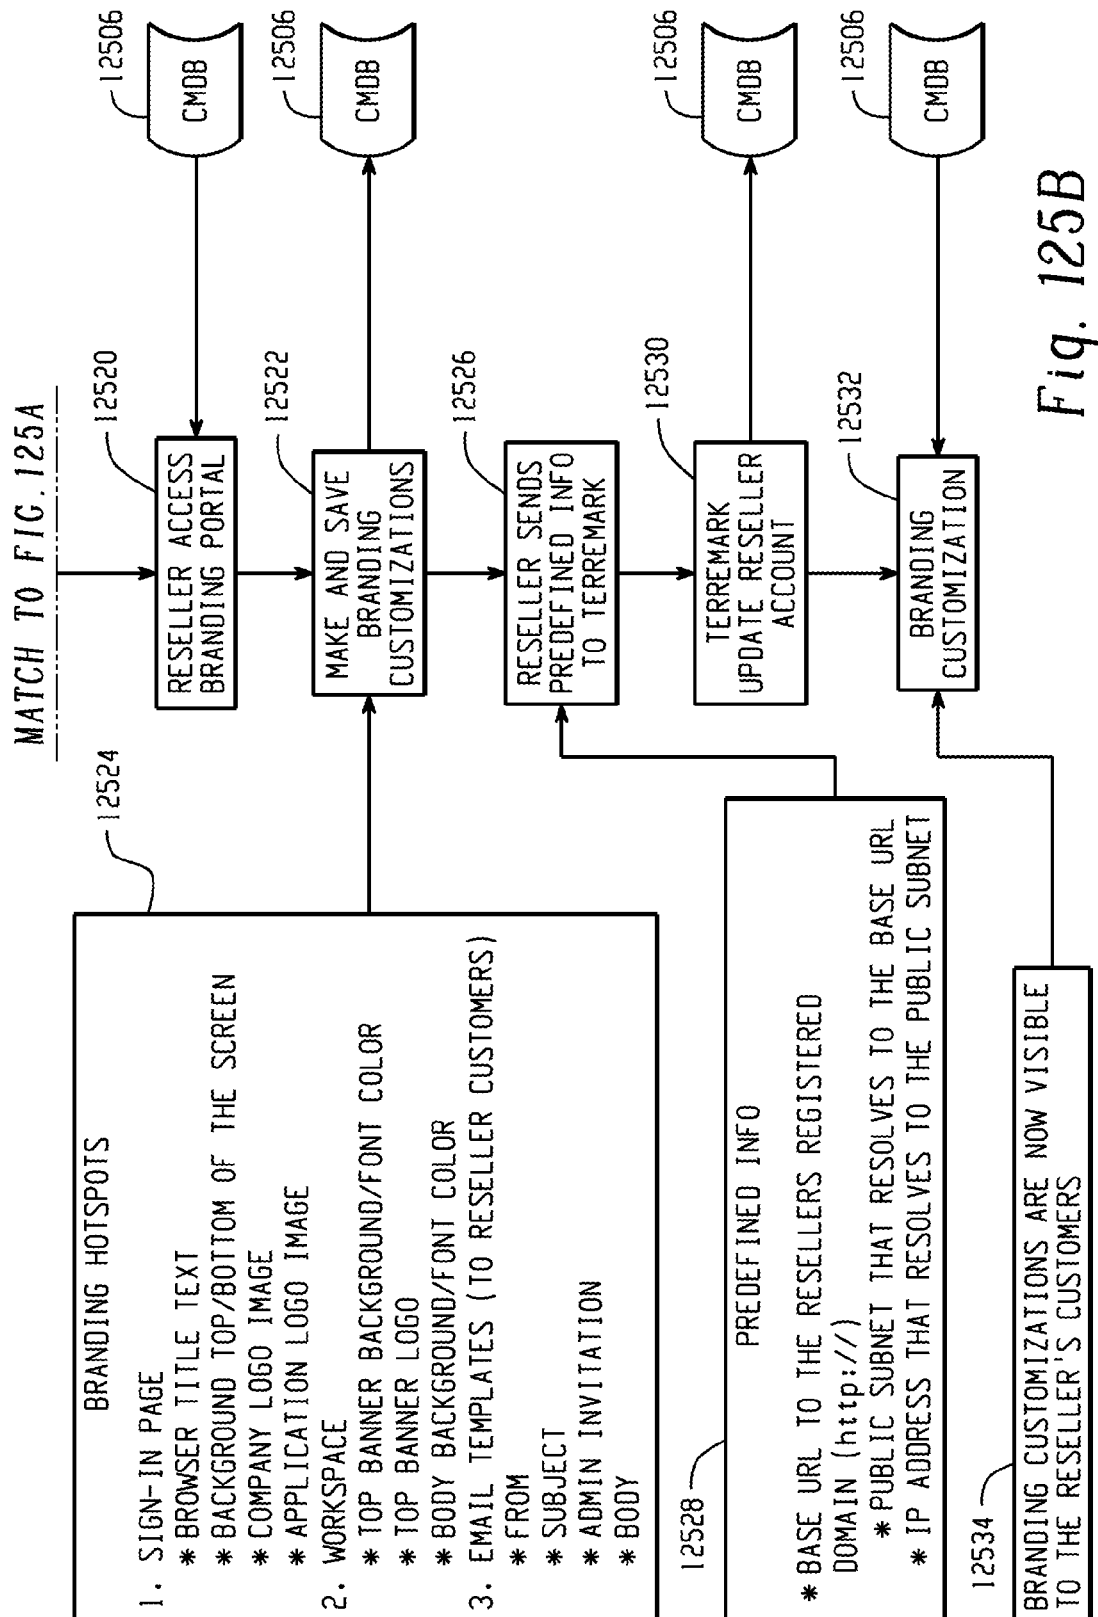 MATCH TO FIG. 125A
12520
RESELLER ACCESS
BRANDING PORTAL
12506
CMDB
12524
BRANDING HOTSPOTS
1. SIGN-IN PAGE
* BROWSER TITLE TEXT
* BACKGROUND TOP/BOTTOM OF THE SCREEN
* COMPANY LOGO IMAGE
* APPLICATION LOGO IMAGE
2. WORKSPACE
* TOP BANNER BACKGROUND/FONT COLOR
* TOP BANNER LOGO
* BODY BACKGROUND/FONT COLOR
3. EMAIL TEMPLATES (TO RESELLER CUSTOMERS)
* FROM
* SUBJECT
* ADMIN INVITATION
* BODY
12522
MAKE AND SAVE
BRANDING
CUSTOMIZATIONS
12506
CMDB
12526
RESELLER SENDS
PREDEFINED INFO
TO TERREMARK
12528
PREDEFINED INFO
* BASE URL TO THE RESELLERS REGISTERED
DOMAIN (http://)
* PUBLIC SUBNET THAT RESOLVES TO THE BASE URL
* IP ADDRESS THAT RESOLVES TO THE PUBLIC SUBNET
12530
TERREMARK
UPDATE RESELLER
ACCOUNT
12506
CMDB
12534
BRANDING CUSTOMIZATIONS ARE NOW VISIBLE
TO THE RESELLER'S CUSTOMERS
12532
BRANDING
CUSTOMIZATION
12506
CMDB
Fig. 125B